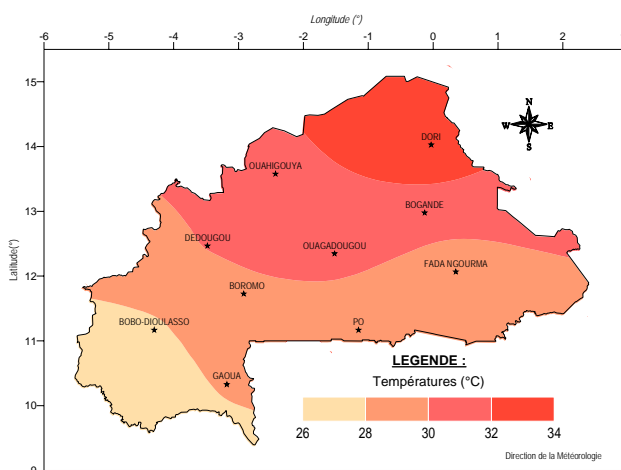 Longitude (°)
-6 -5 -4 -3 -2 -1 0 1 2
Latitude(°)
15
14
13
12
11
10
9
N
W E
S
DORI
OUAHIGOUYA
BOGANDE
DEDOUGOU
OUAGADOUGOU
FADA NGOURMA
BOROMO
BOBO-DIOULASSO
PO
GAOUA
LEGENDE :
Températures (°C)
26 28 30 32 34
Direction de la Météorologie